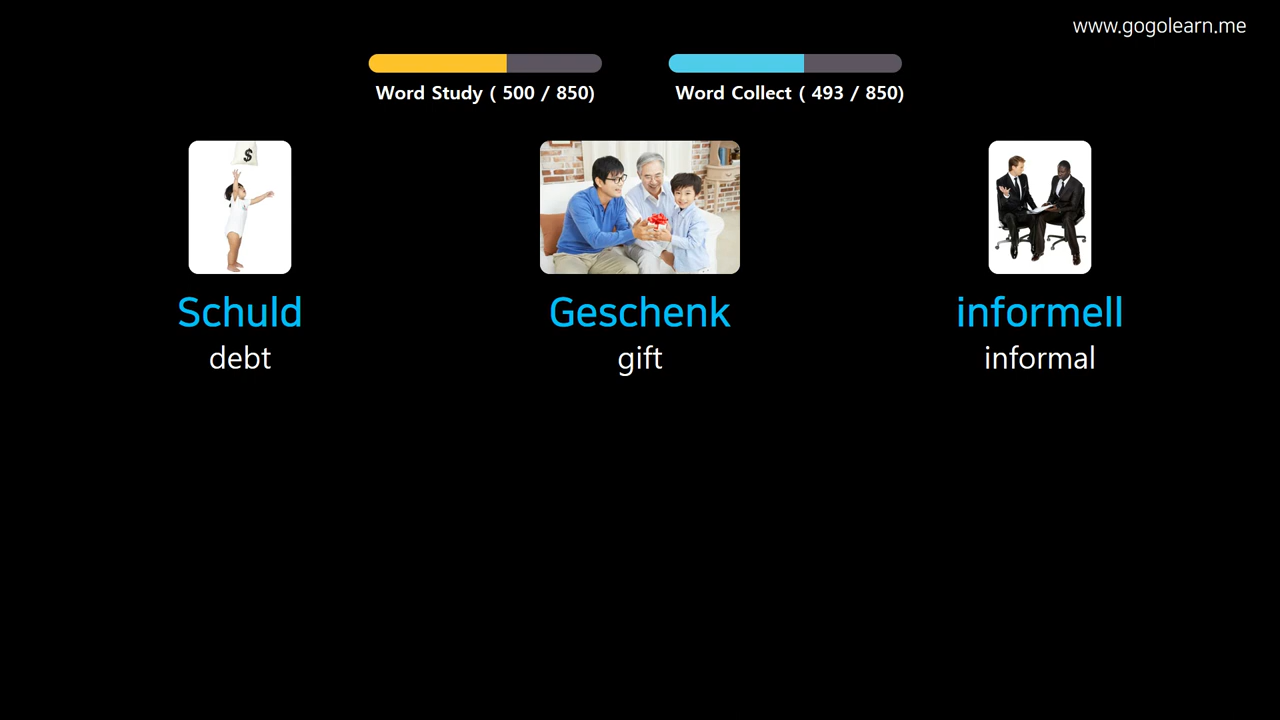 www.gogolearn.me
Word Study ( 500 / 850)
Word Collect ( 493 / 850)
$
Schuld
Geschenk
informell
debt
gift
informal